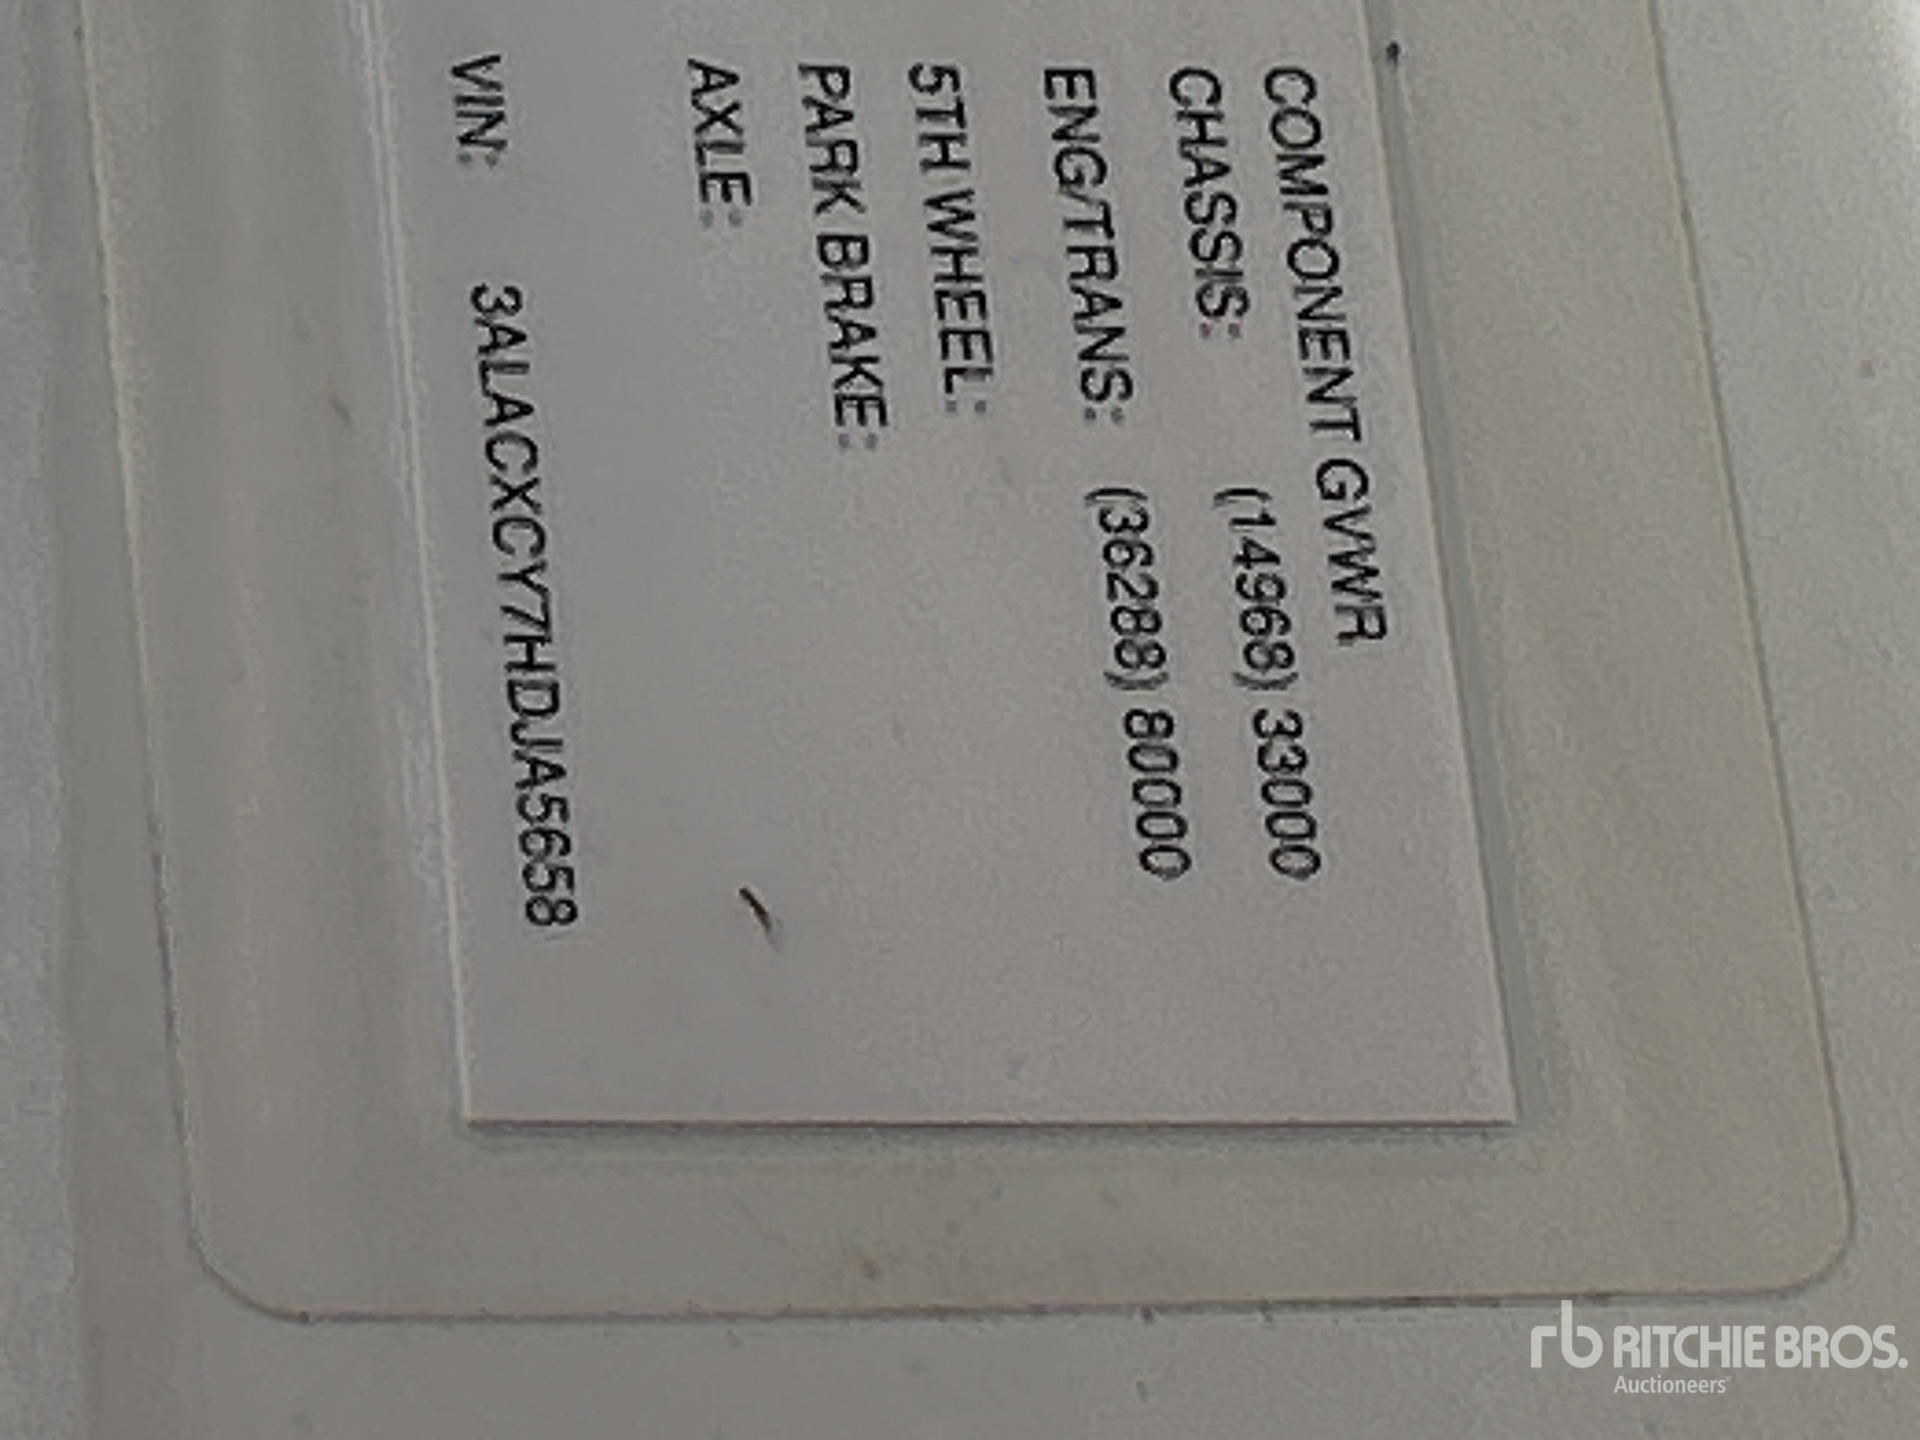 COMPONENT GVWR
CHASSIS: (14968) 33000
ENG/TRANS: (36288) 80000
5TH WHEEL:
PARK BRAKE:
AXLE:
VIN: 3ALACXCY7HDJA5658
rb RITCHIE BROS.
Auctioneers